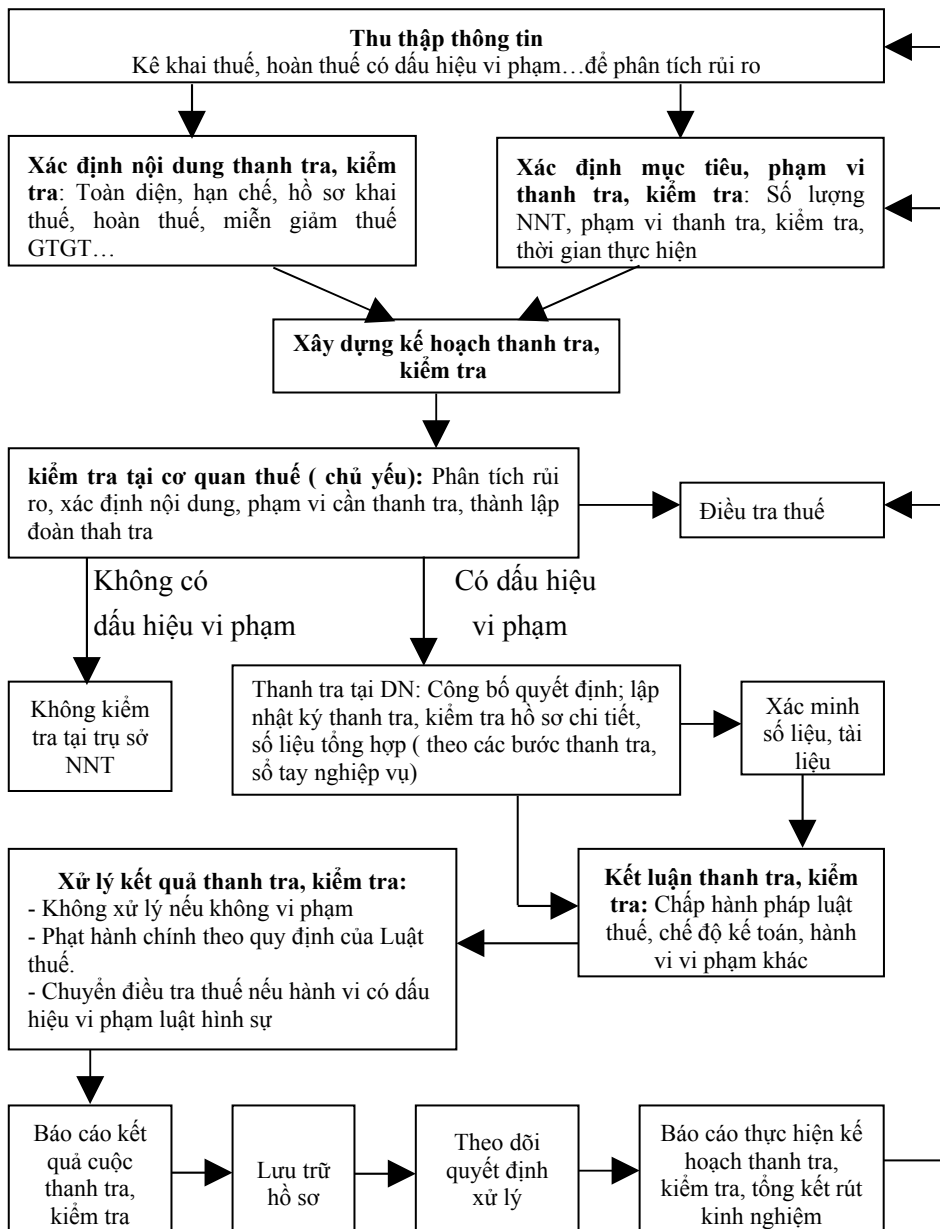 Thu thập thông tin
Kê khai thuế, hoàn thuế có dấu hiệu vi phạm…để phân tích rủi ro
Xác định nội dung thanh tra, kiểm
tra: Toàn diện, hạn chế, hồ sơ khai
thuế, hoàn thuế, miễn giảm thuế
GTGT…
Xác định mục tiêu, phạm vi
thanh tra, kiểm tra: Số lượng
NNT, phạm vi thanh tra, kiểm tra,
thời gian thực hiện
Xây dựng kế hoạch thanh tra,
kiểm tra
kiểm tra tại cơ quan thuế ( chủ yếu): Phân tích rủi
ro, xác định nội dung, phạm vi cần thanh tra, thành lập
đoàn thah tra
Điều tra thuế
Không có
dấu hiệu vi phạm
Có dấu hiệu
vi phạm
Không kiểm
tra tại trụ sở
NNT
Thanh tra tại DN: Công bố quyết định; lập
nhật ký thanh tra, kiểm tra hồ sơ chi tiết,
số liệu tổng hợp ( theo các bước thanh tra,
sổ tay nghiệp vụ)
Xác minh
số liệu, tài
liệu
Xử lý kết quả thanh tra, kiểm tra:
- Không xử lý nếu không vi phạm
- Phạt hành chính theo quy định của Luật
thuế.
- Chuyển điều tra thuế nếu hành vi có dấu
hiệu vi phạm luật hình sự
Kết luận thanh tra, kiểm
tra: Chấp hành pháp luật
thuế, chế độ kế toán, hành
vi vi phạm khác
Báo cáo kết
quả cuộc
thanh tra,
kiểm tra
Lưu trữ
hồ sơ
Theo dõi
quyết định
xử lý
Báo cáo thực hiện kế
hoạch thanh tra,
kiểm tra, tổng kết rút
kinh nghiệm